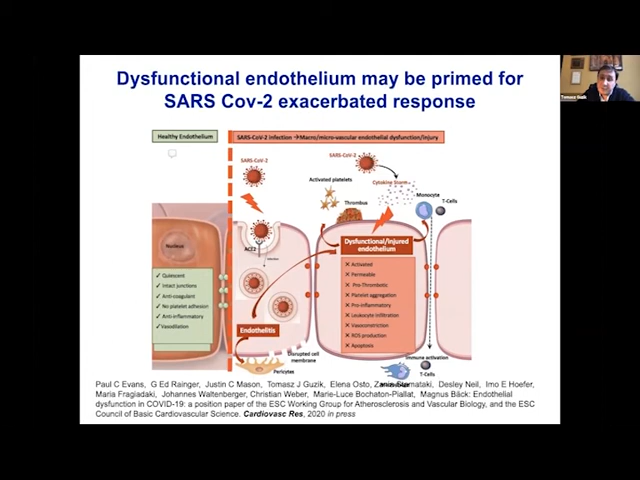 Dysfunctional endothelium may be primed for
SARS Cov-2 exacerbated response
Healthy Endothelium
SARS-CoV-2 infection → Macro/micro-vascular endothelial dysfunction/injury
SARS-CoV-2
SARS-CoV-2
Activated platelets
Cytokine Storm
Monocyte
T-Cells
Thrombus
ACE2
Nucleus
Dysfunctional/injured
endothelium
✓ Quiescent
✓ Intact junctions
✓ Anti-coagulent
✓ No platelet adhesion
✓ Anti-inflammatory
✓ Vasodilation
✕ Activated
✕ Permeable
✕ Pro-Thrombotic
✕ Platelet aggregation
✕ Pro-inflammatory
✕ Leukocyte infiltration
✕ Vasoconstriction
✕ ROS production
✕ Apoptosis
Endothelitis
Disrupted cell
membrane
Pericytes
Immune activation
T-Cells
Paul C Evans, G Ed Rainger, Justin C Mason, Tomasz J Guzik, Elena Osto, Stamataki, Desley Neil, Imo E Hoefer,
Maria Fragiadaki, Johannes Waltenberger, Christian Weber, Marie-Luce Bochaton-Piallat, Magnus Bäck: Endothelial
dysfunction in COVID-19: a position paper of the ESC Working Group for Atherosclerosis and Vascular Biology, and the ESC
Council of Basic Cardiovascular Science. Cardiovasc Res, 2020 in press